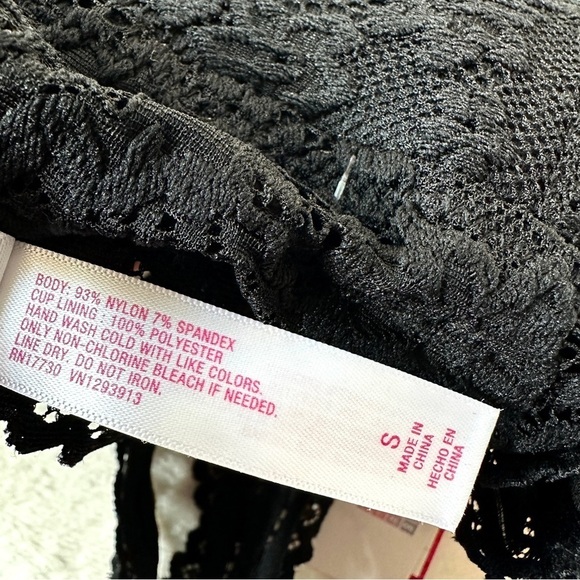 BODY: 93% NYLON 7% SPANDEX
CUP LINING: 100% POLYESTER
HAND WASH COLD WITH LIKE COLORS.
ONLY NON-CHLORINE BLEACH IF NEEDED.
LINE DRY. DO NOT IRON.
RN17730 VN1293913
S
MADE IN
CHINA
HECHO EN
CHINA